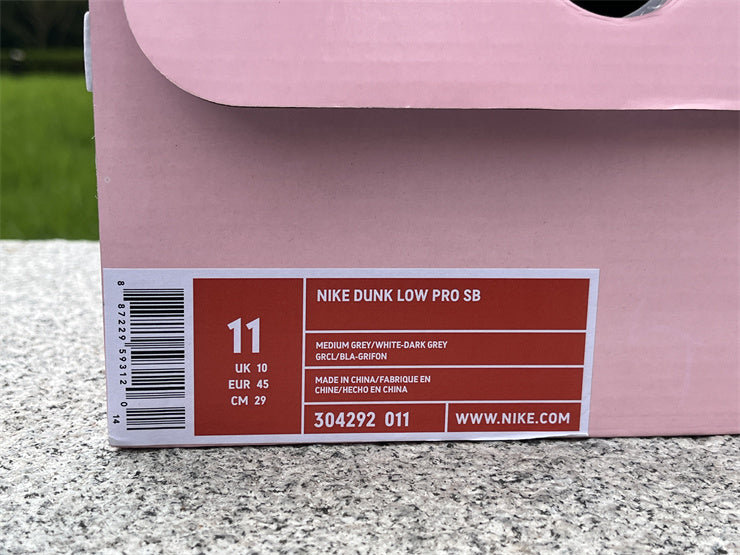 8 87229 59312 0 14
11
UK 10
EUR 45
CM 29
NIKE DUNK LOW PRO SB
MEDIUM GREY/WHITE-DARK GREY
GRCL/BLA-GRIFON
MADE IN CHINA/FABRIQUE EN
CHINE/HECHO EN CHINA
304292 011
WWW.NIKE.COM